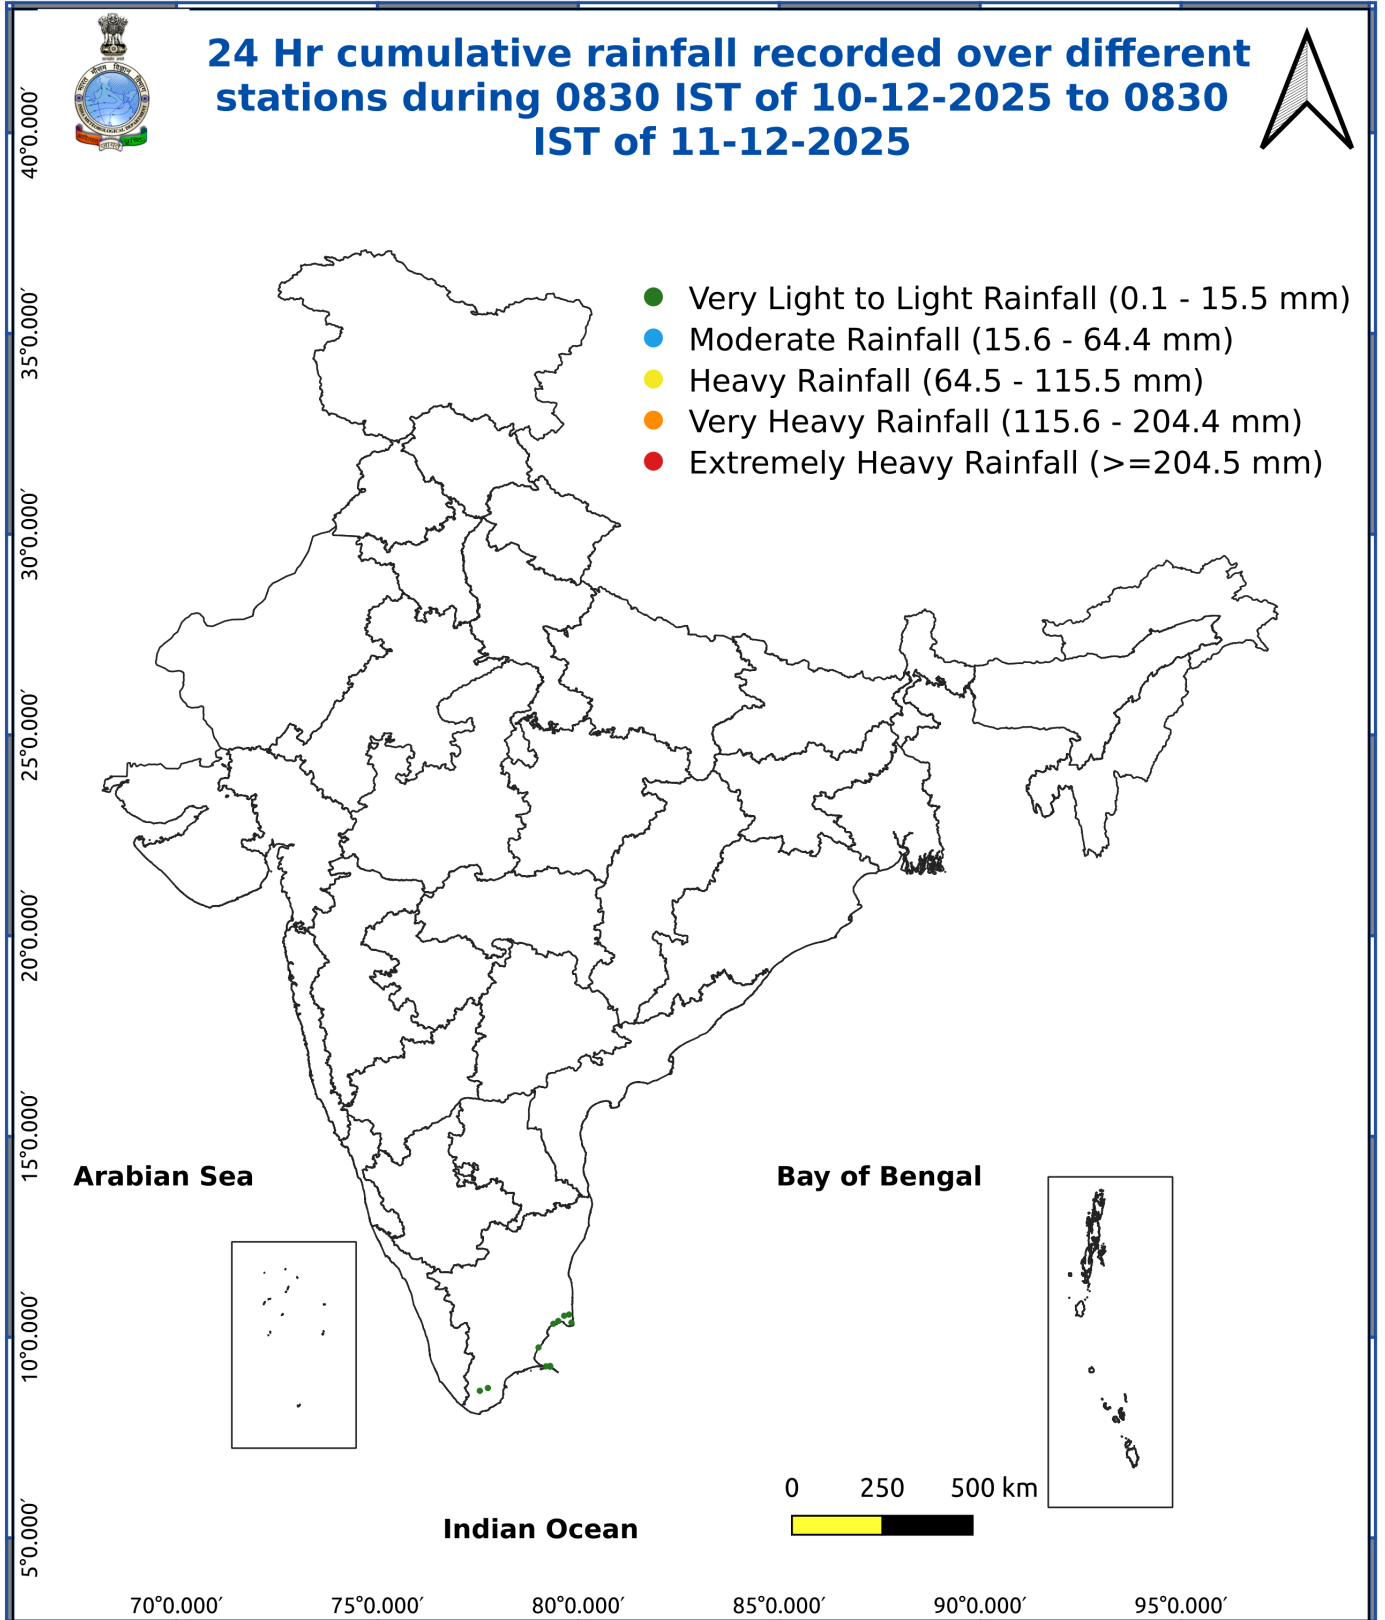 24 Hr cumulative rainfall recorded over different
stations during 0830 IST of 10-12-2025 to 0830
IST of 11-12-2025
Very Light to Light Rainfall (0.1 - 15.5 mm)
Moderate Rainfall (15.6 - 64.4 mm)
Heavy Rainfall (64.5 - 115.5 mm)
Very Heavy Rainfall (115.6 - 204.4 mm)
Extremely Heavy Rainfall (>=204.5 mm)
40°0.000′
35°0.000′
30°0.000′
25°0.000′
20°0.000′
15°0.000′
10°0.000′
5°0.000′
Arabian Sea
Bay of Bengal
Indian Ocean
0 250 500 km
70°0.000′ 75°0.000′ 80°0.000′ 85°0.000′ 90°0.000′ 95°0.000′